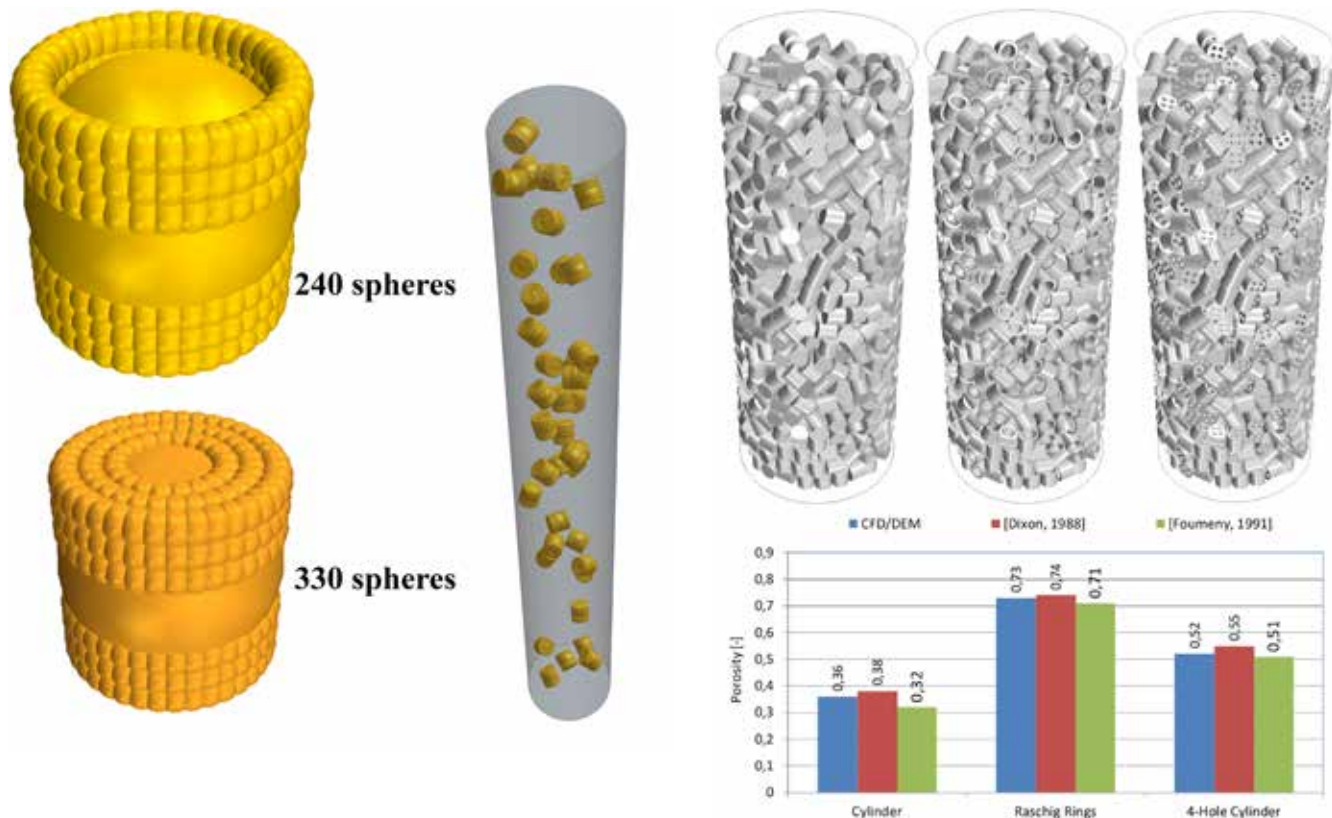 240 spheres
330 spheres
CFD/DEM [Dixon, 1988] [Foumeny, 1991]
Porosity [-]
0,9
0,8
0,7
0,6
0,5
0,4
0,3
0,2
0,1
0
0,36 0,38 0,32
0,73 0,74 0,71
0,52 0,55 0,51
Cylinder Raschig Rings 4-Hole Cylinder